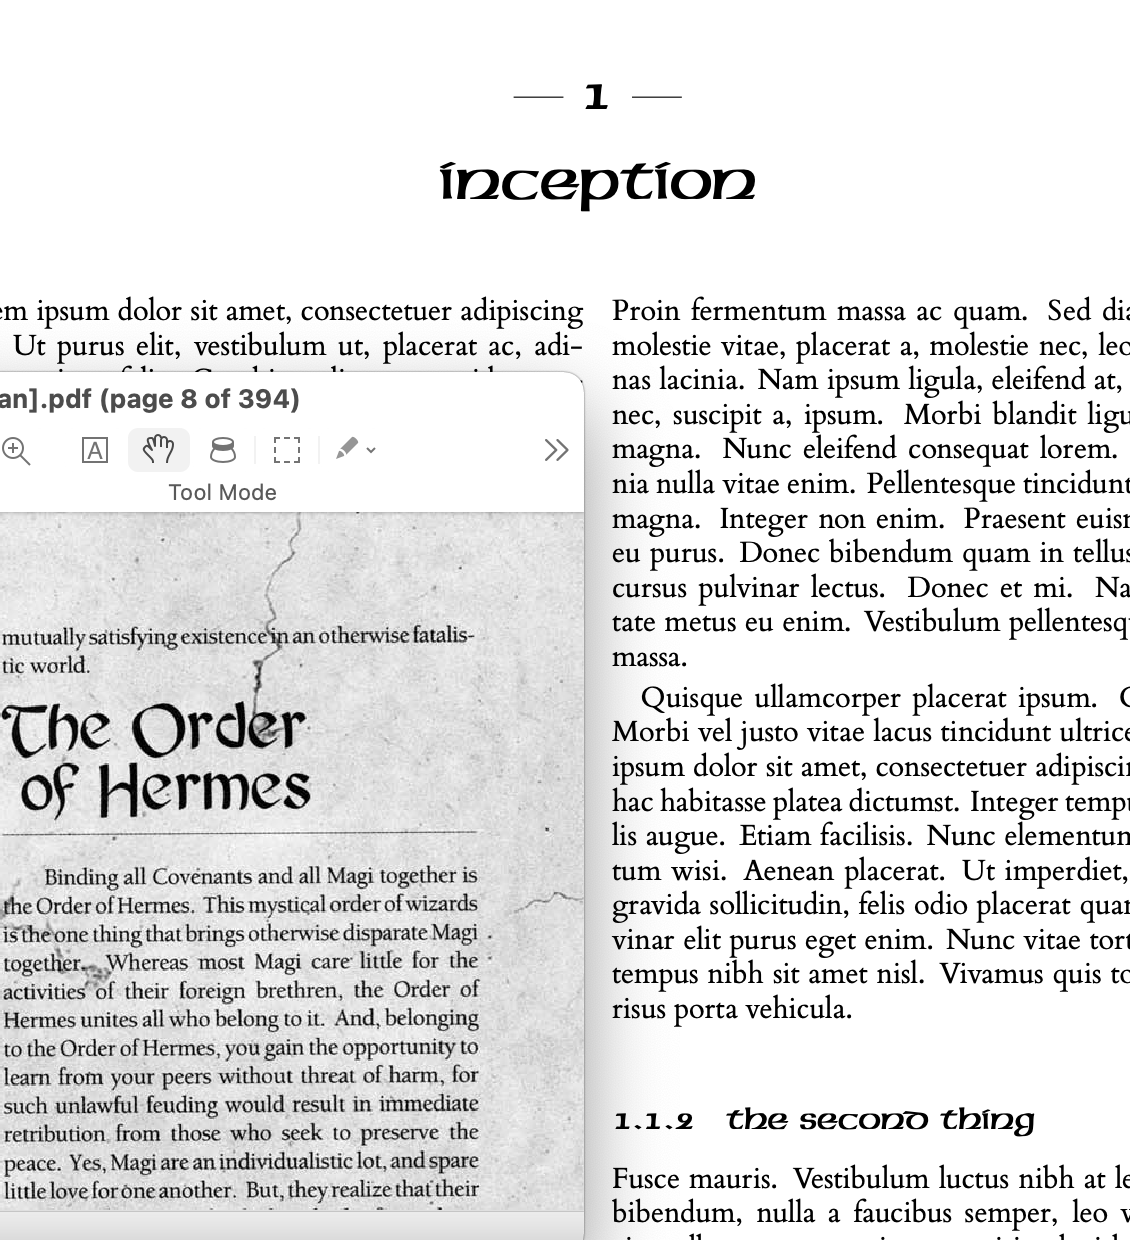 1
inception
em ipsum dolor sit amet, consectetuer adipiscing
Ut purus elit, vestibulum ut, placerat ac, adi-
an].pdf (page 8 of 394)
A
Tool Mode
mutually satisfying existence in an otherwise fatalis-
tic world.
The Order
of Hermes
Binding all Covenants and all Magi together is
the Order of Hermes. This mystical order of wizards
is the one thing that brings otherwise disparate Magi
together. Whereas most Magi care little for the
activities of their foreign brethren, the Order of
Hermes unites all who belong to it. And, belonging
to the Order of Hermes, you gain the opportunity to
learn from your peers without threat of harm, for
such unlawful feuding would result in immediate
retribution from those who seek to preserve the
peace. Yes, Magi are an individualistic lot, and spare
little love for one another. But, they realize that their
Proin fermentum massa ac quam. Sed dia
molestie vitae, placerat a, molestie nec, leo
nas lacinia. Nam ipsum ligula, eleifend at,
nec, suscipit a, ipsum. Morbi blandit ligu
magna. Nunc eleifend consequat lorem.
nia nulla vitae enim. Pellentesque tincidunt
magna. Integer non enim. Praesent euism
eu purus. Donec bibendum quam in tellus
cursus pulvinar lectus. Donec et mi. Na
tate metus eu enim. Vestibulum pellentesq
massa.
Quisque ullamcorper placerat ipsum.
Morbi vel justo vitae lacus tincidunt ultrice
ipsum dolor sit amet, consectetuer adipiscin
hac habitasse platea dictumst. Integer tempu
lis augue. Etiam facilisis. Nunc elementum
tum wisi. Aenean placerat. Ut imperdiet,
gravida sollicitudin, felis odio placerat quam
vinar elit purus eget enim. Nunc vitae tort
tempus nibh sit amet nisl. Vivamus quis to
risus porta vehicula.
1.1.2 the second thing
Fusce mauris. Vestibulum luctus nibh at le
bibendum, nulla a faucibus semper, leo v